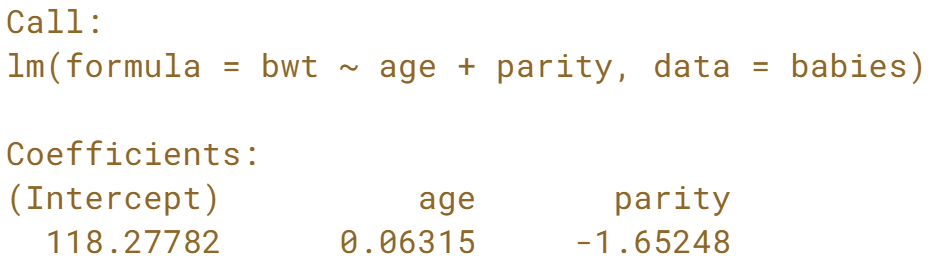 Call:
lm(formula = bwt ~ age + parity, data = babies)
Coefficients:
(Intercept) age parity
118.27782 0.06315 -1.65248